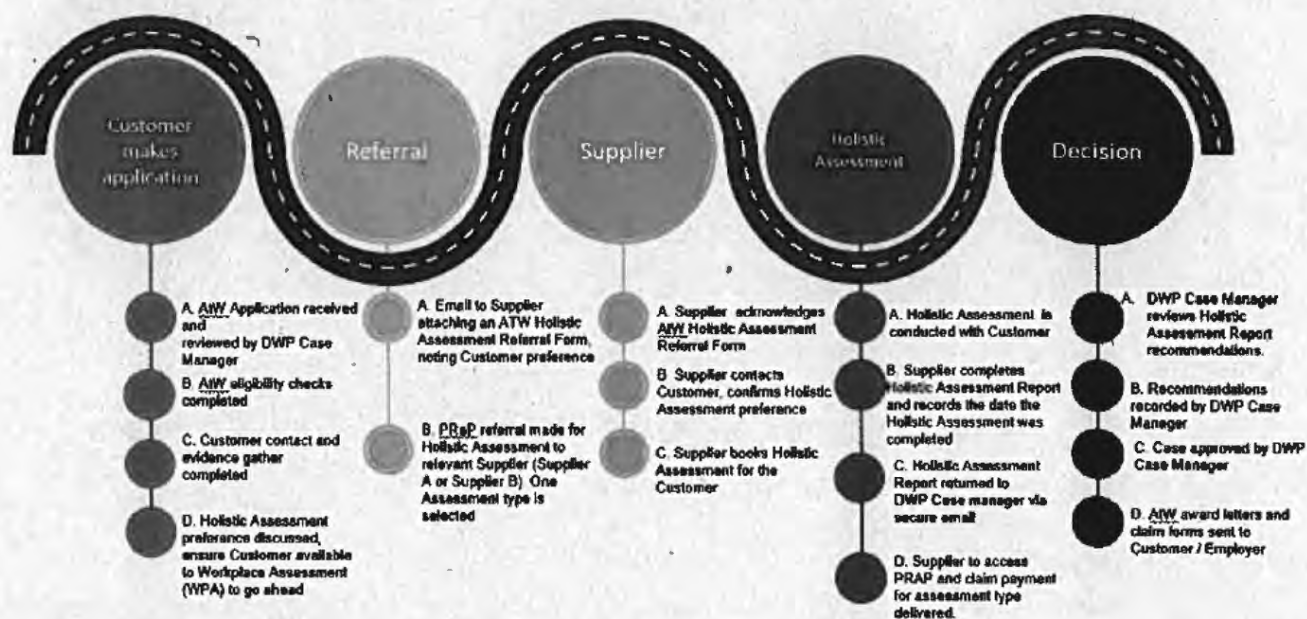 Customer
makes
application
Referral
Supplier
Holistic
Assessment
Decision
A. AtW Application received
and
reviewed by DWP Case
Manager
B. AtW eligibility checks
completed
C. Customer contact and
evidence gather
completed
D. Holistic Assessment
preference discussed,
ensure Customer available
to Workplace Assessment
(WPA) to go ahead
A. Email to Supplier
attaching an ATW Holistic
Assessment Referral Form,
noting Customer preference
B. PRaP referral made for
Holistic Assessment to
relevant Supplier (Supplier
A or Supplier B). One
Assessment type is
selected
A. Supplier acknowledges
AtW Holistic Assessment
Referral Form
B Supplier contacts
Customer, confirms Holistic
Assessment preference
C. Supplier books Holistic
Assessment for the
Customer
A. Holistic Assessment is
conducted with Customer
B. Supplier completes
Holistic Assessment Report
and records the date the
Holistic Assessment was
completed
C. Holistic Assessment
Report returned to
DWP Case manager via
secure email
D. Supplier to access
PRAP and claim payment
for assessment type
delivered.
A. DWP Case Manager
reviews Holistic
Assessment Report
recommendations.
B. Recommendations
recorded by DWP Case
Manager
C. Case approved by DWP
Case Manager
D. AtW award letters and
claim forms sent to
Customer / Employer